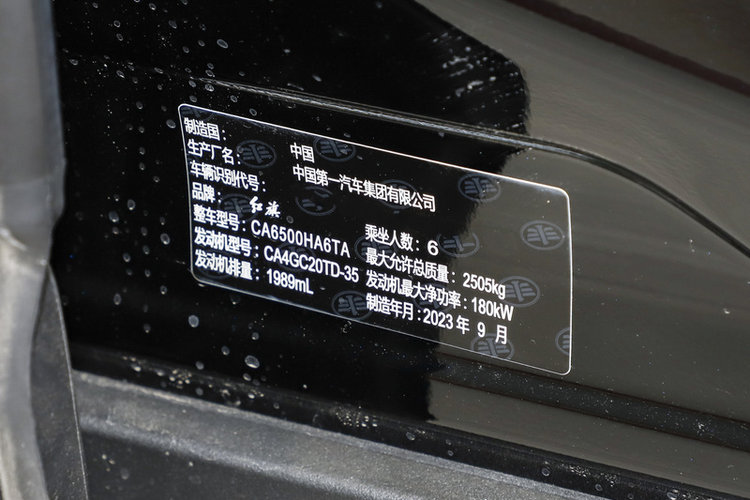 制造国：中国
生产厂名：中国第一汽车集团有限公司
车辆识别代号：
品牌：红旗
整车型号：CA6500HA6TA 乘坐人数：6
发动机型号：CA4GC20TD-35 最大允许总质量：2505kg
发动机排量：1989mL 发动机最大净功率：180kW
制造年月：2023年9月